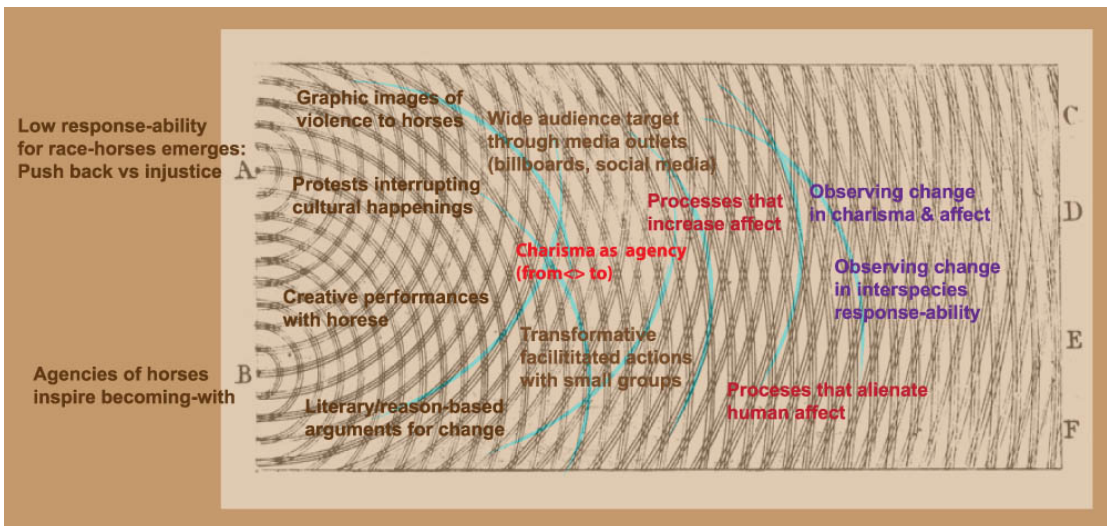 Low response-ability
for race-horses emerges:
Push back vs injustice
A
Graphic images of
violence to horses
Wide audience target
through media outlets
(billboards, social media)
C
Protests interrupting
cultural happenings
Processes that
increase affect
Observing change
in charisma & affect
D
Charisma as agency
(from<> to)
Creative performances
with horese
Observing change
in interspecies
response-ability
Transformative
facilititated actions
with small groups
E
Agencies of horses
inspire becoming-with
B
Literary/reason-based
arguments for change
Proceses that alienate
human affect
F